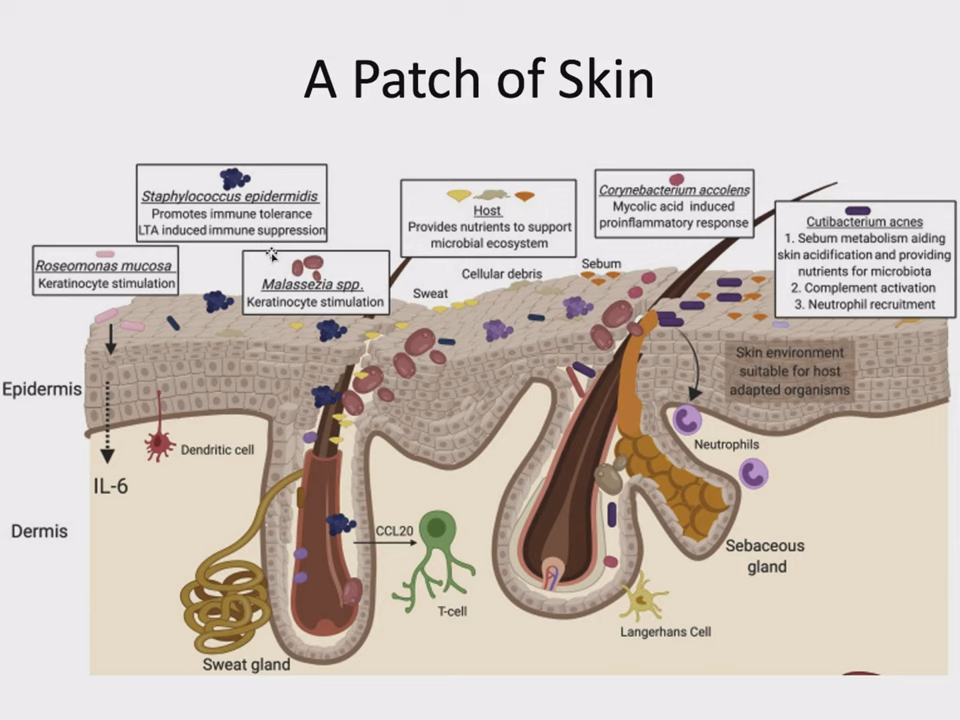 A Patch of Skin
Staphylococcus epidermidis
Promotes immune tolerance
LTA induced immune suppression
Roseomonas mucosa
Keratinocyte stimulation
Malassezia spp.
Keratinocyte stimulation
Host
Provides nutrients to support
microbial ecosystem
Corynebacterium accolens
Mycolic acid induced
proinflammatory response
Cutibacterium acnes
1. Sebum metabolism aiding
skin acidification and providing
nutrients for microbiota
2. Complement activation
3. Neutrophil recruitment
Sweat
Cellular debris
Sebum
Skin environment
suitable for host
adapted organisms
Epidermis
Dendritic cell
IL-6
Neutrophils
Dermis
CCL20
T-cell
Sebaceous
gland
Langerhans Cell
Sweat gland